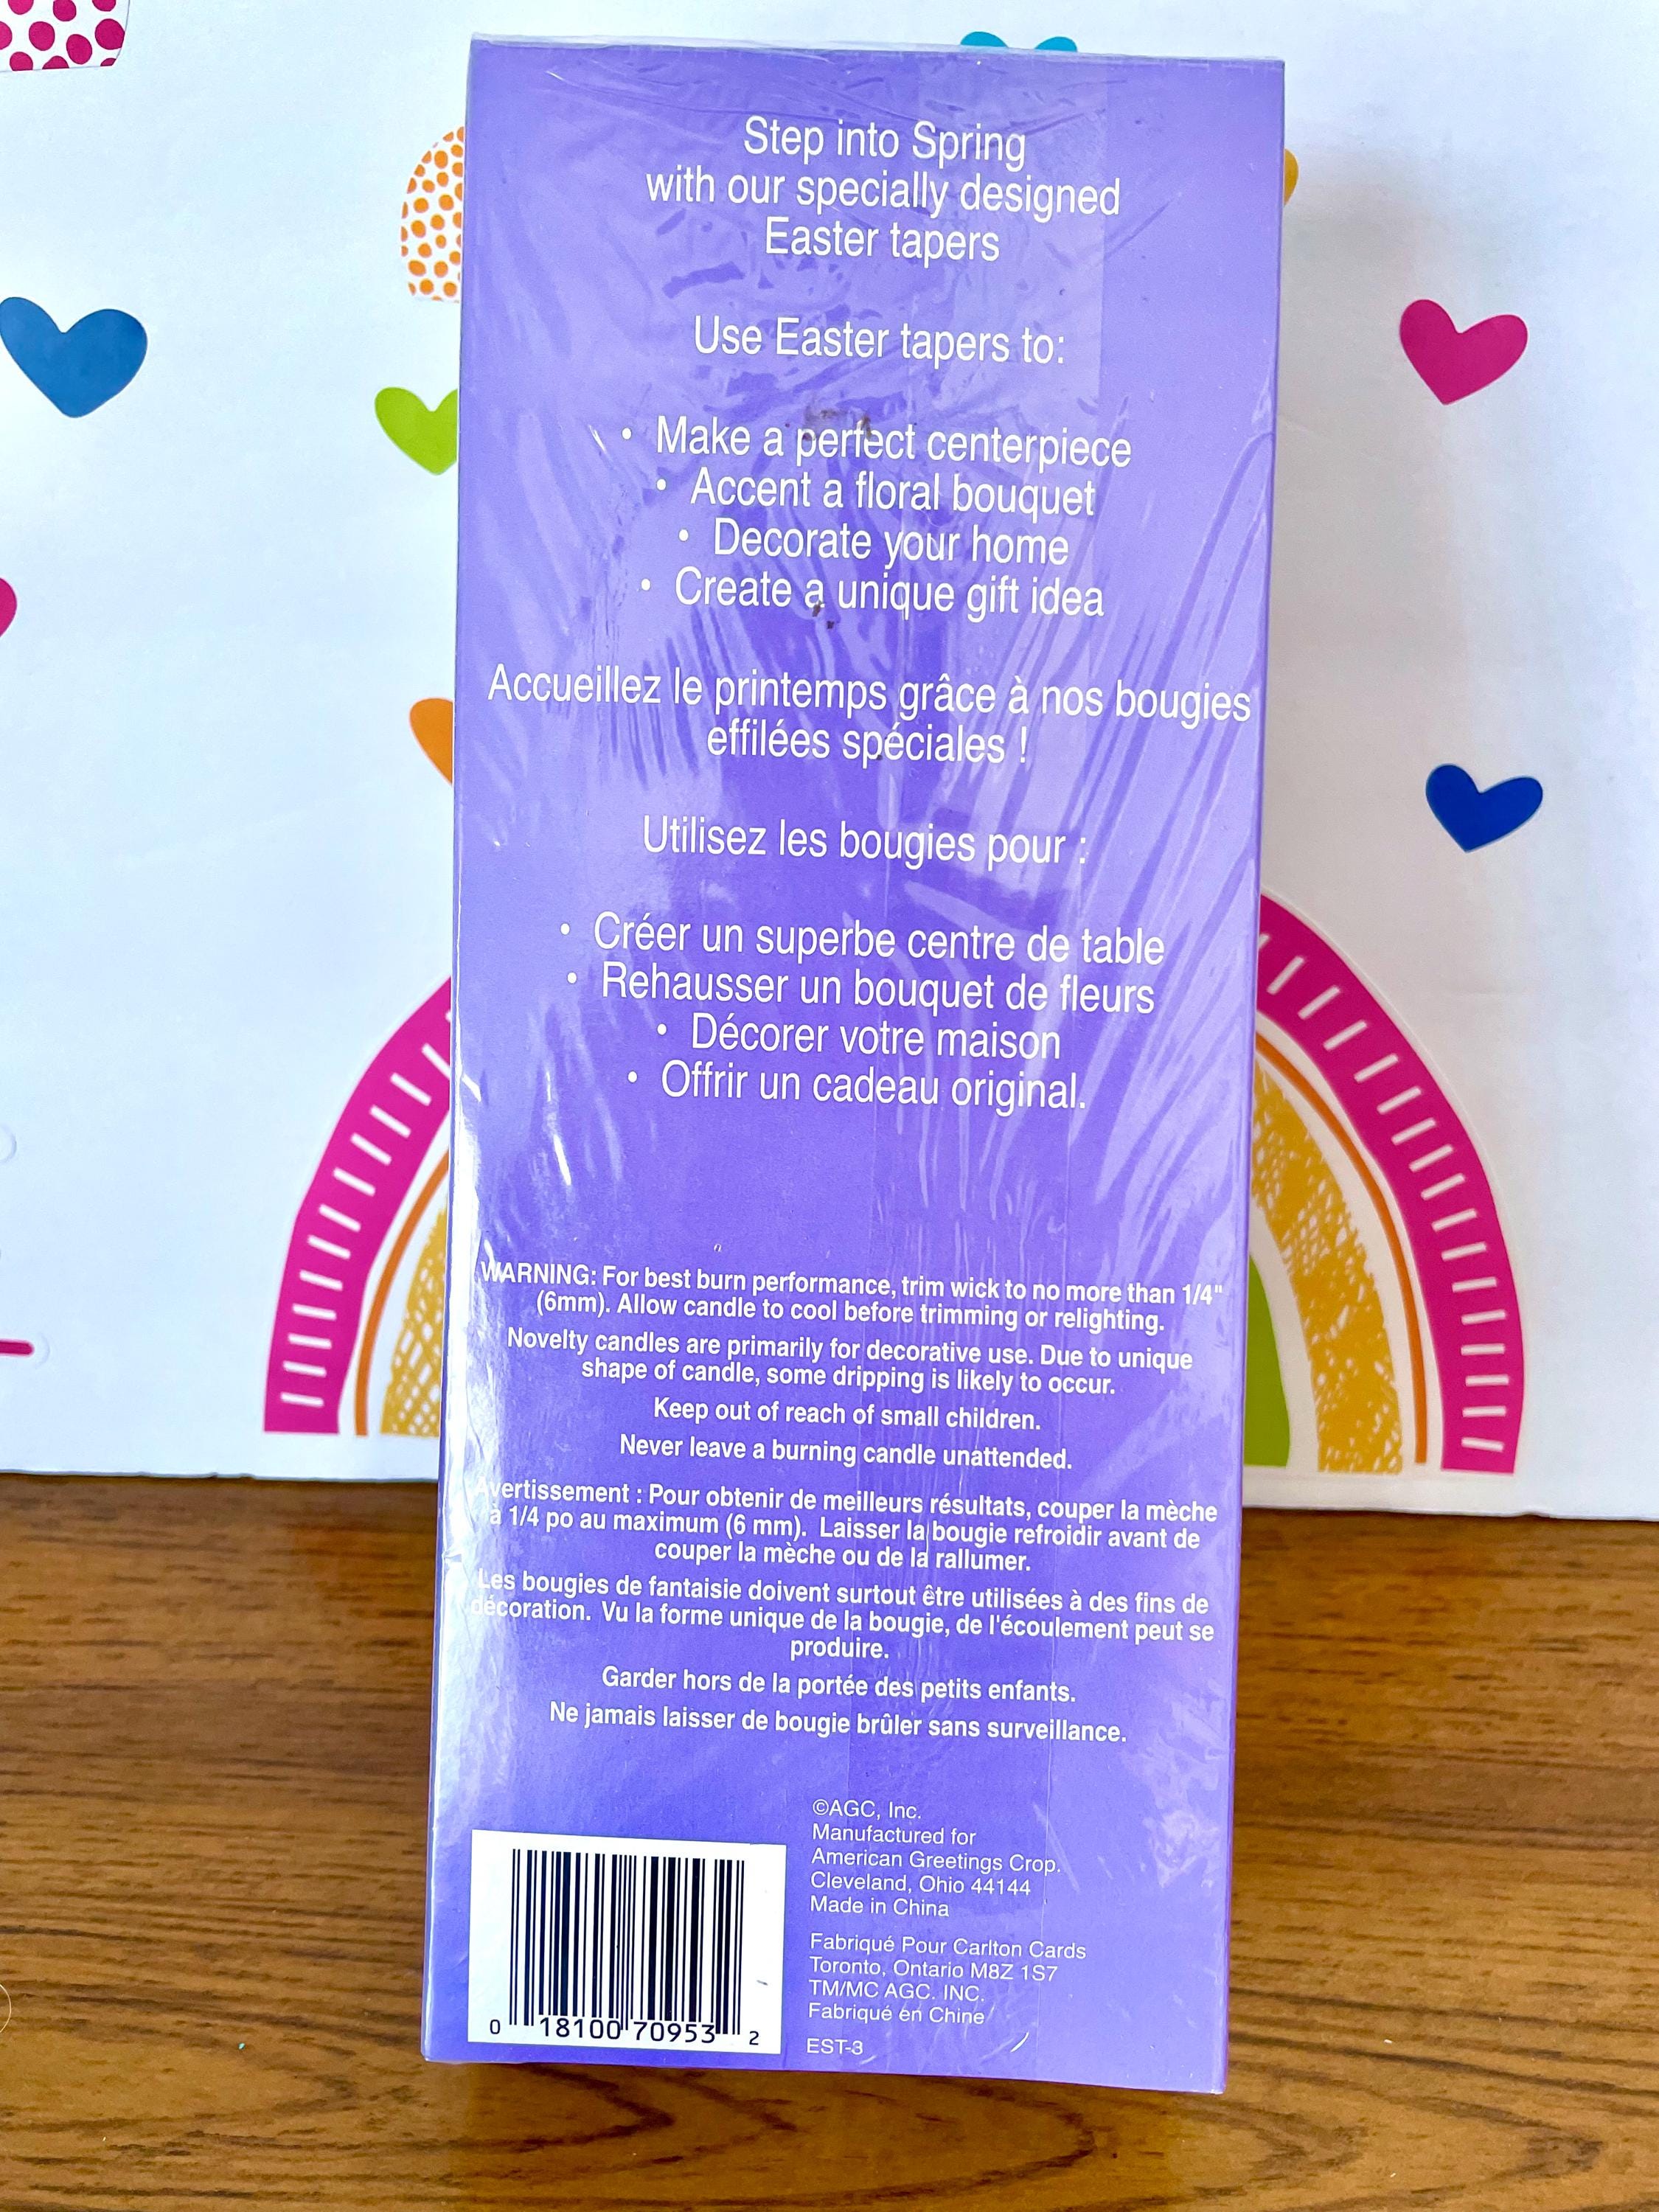 Step into Spring
with our specially designed
Easter tapers
Use Easter tapers to:
• Make a perfect centerpiece
• Accent a floral bouquet
• Decorate your home
• Create a unique gift idea
Accueillez le printemps grâce à nos bougies
effilées spéciales !
Utilisez les bougies pour :
• Créer un superbe centre de table
• Rehausser un bouquet de fleurs
• Décorer votre maison
• Offrir un cadeau original.
WARNING: For best burn performance, trim wick to no more than 1/4"
(6mm). Allow candle to cool before trimming or relighting.
Novelty candles are primarily for decorative use. Due to unique
shape of candle, some dripping is likely to occur.
Keep out of reach of small children.
Never leave a burning candle unattended.
Avertissement : Pour obtenir de meilleurs résultats, couper la mèche
à 1/4 po au maximum (6 mm). Laisser la bougie refroidir avant de
couper la mèche ou de la rallumer.
Les bougies de fantaisie doivent surtout être utilisées à des fins de
décoration. Vu la forme unique de la bougie, de l'écoulement peut se
produire.
Garder hors de la portée des petits enfants.
Ne jamais laisser de bougie brûler sans surveillance.
©AGC, Inc.
Manufactured for
American Greetings Crop.
Cleveland, Ohio 44144
Made in China
Fabriqué Pour Carlton Cards
Toronto, Ontario M8Z 1S7
TM/MC AGC. INC.
Fabriqué en Chine
EST-3
0 18100 70953 2